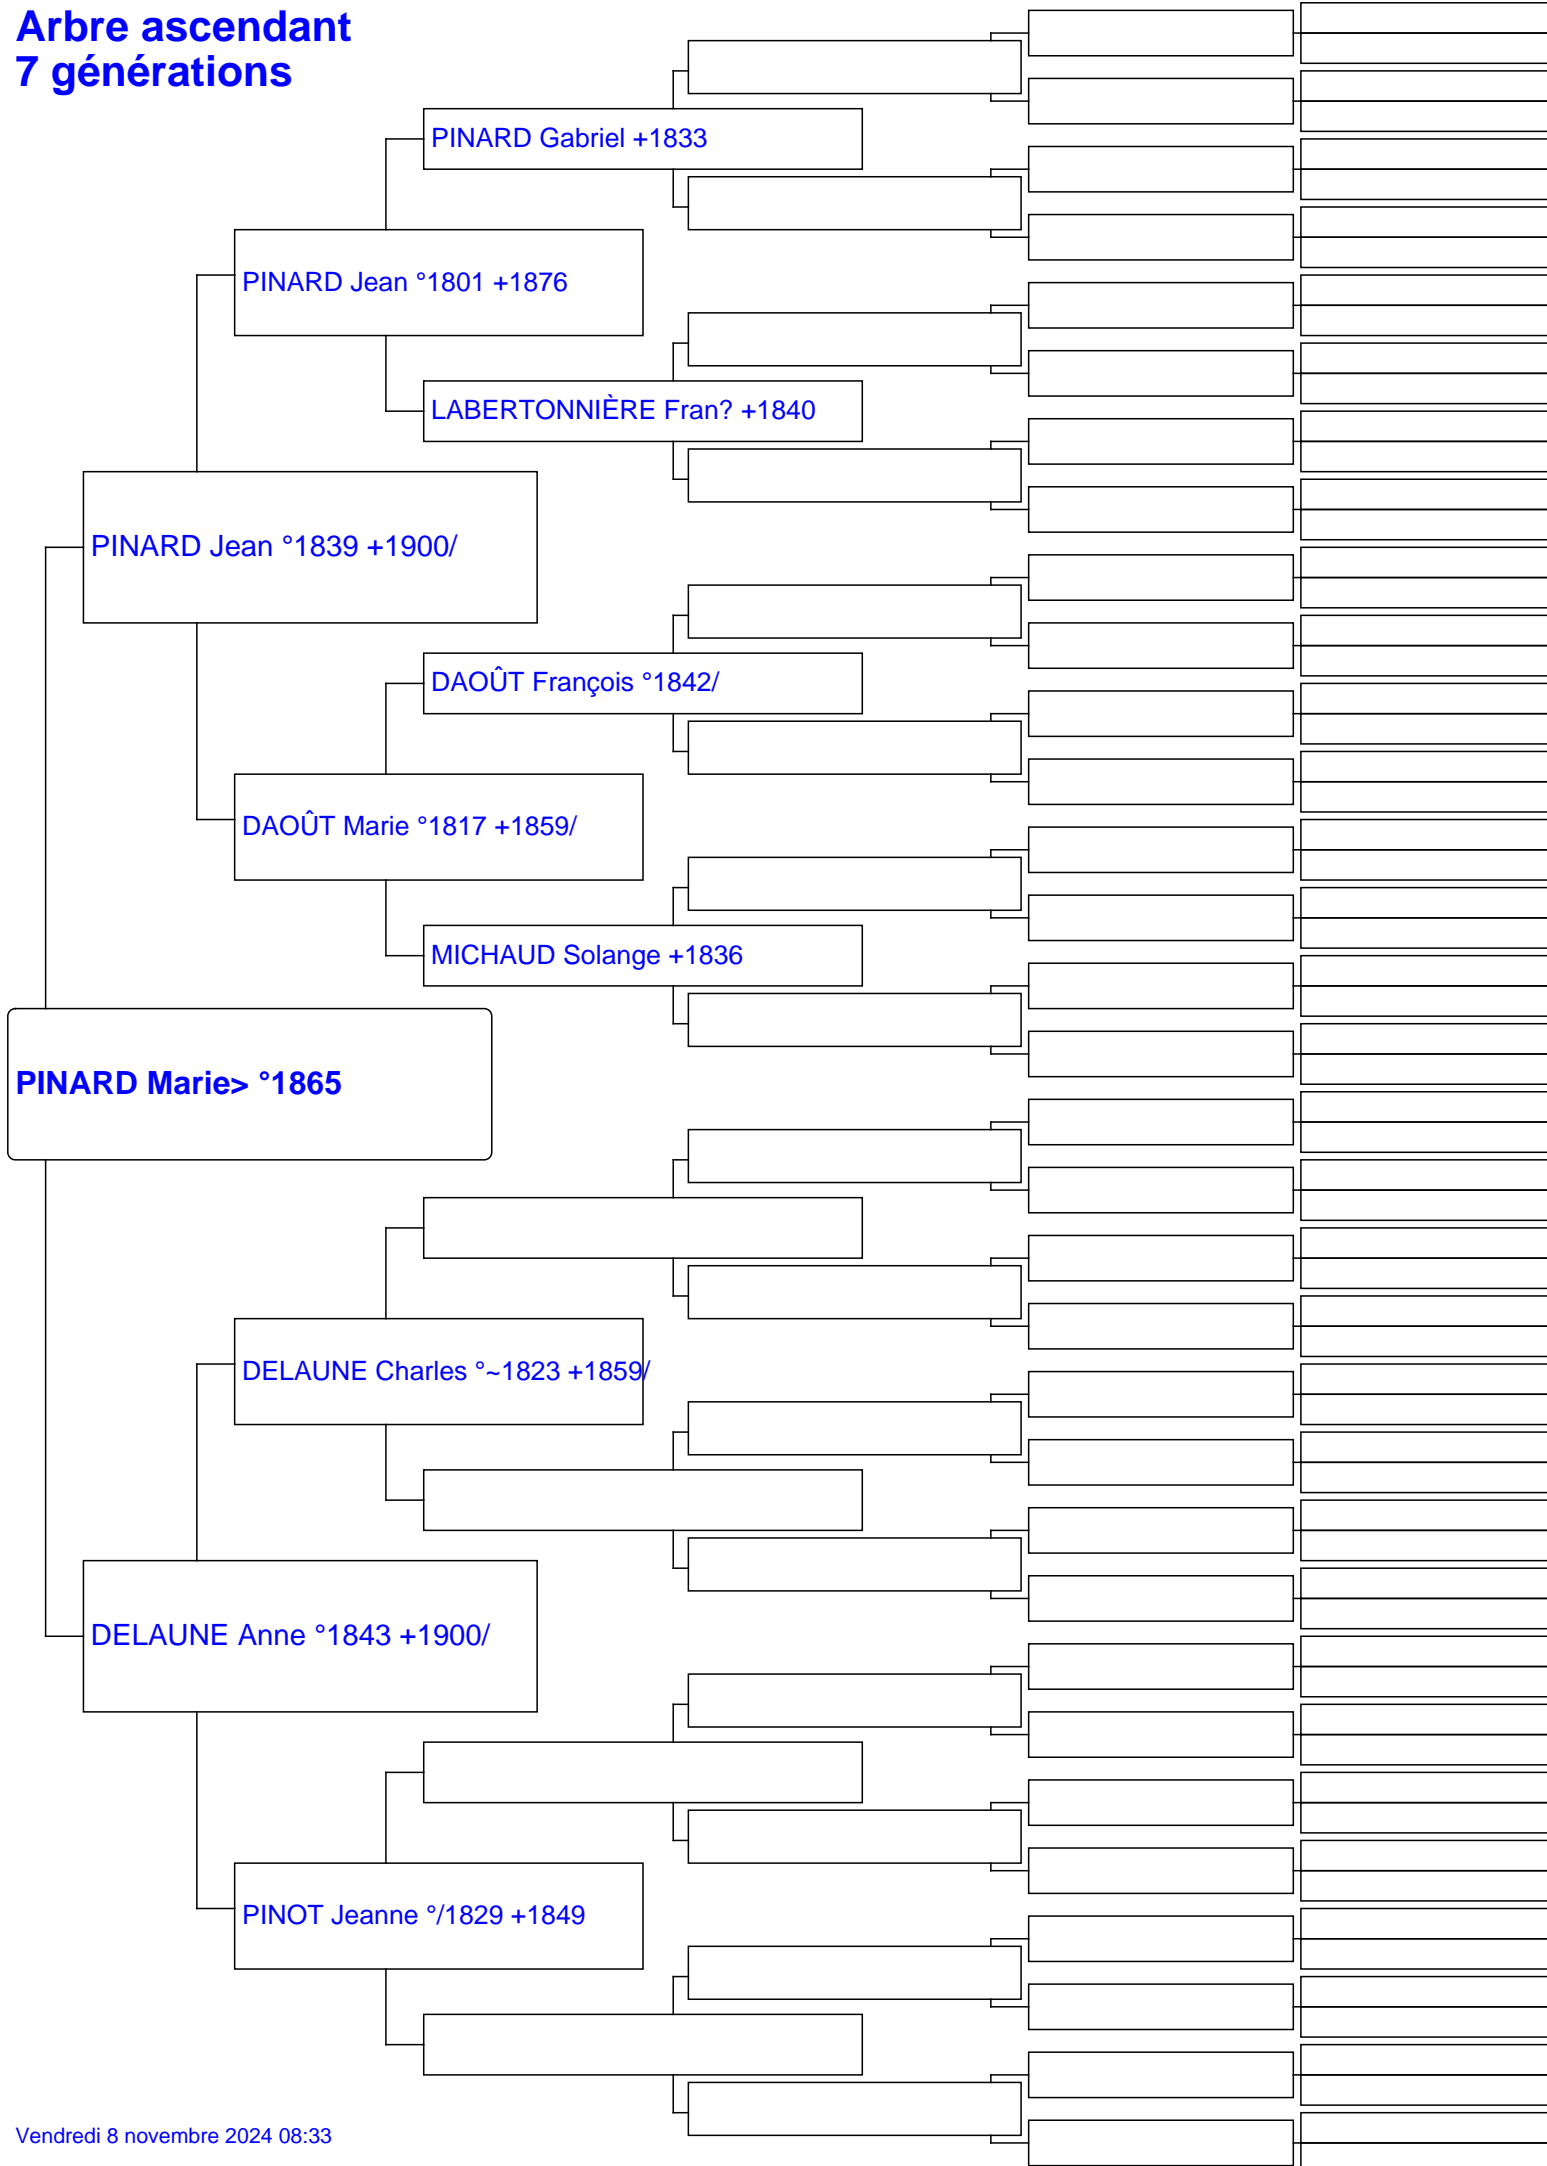 Arbre ascendant
7 générations
PINARD Gabriel +1833
PINARD Jean °1801 +1876
LABERTONNIÈRE Fran? +1840
PINARD Jean °1839 +1900/
DAOÛT François °1842/
DAOÛT Marie °1817 +1859/
MICHAUD Solange +1836
PINARD Marie> °1865
DELAUNE Charles °~1823 +1859/
DELAUNE Anne °1843 +1900/
PINOT Jeanne °/1829 +1849
Vendredi 8 novembre 2024 08:33